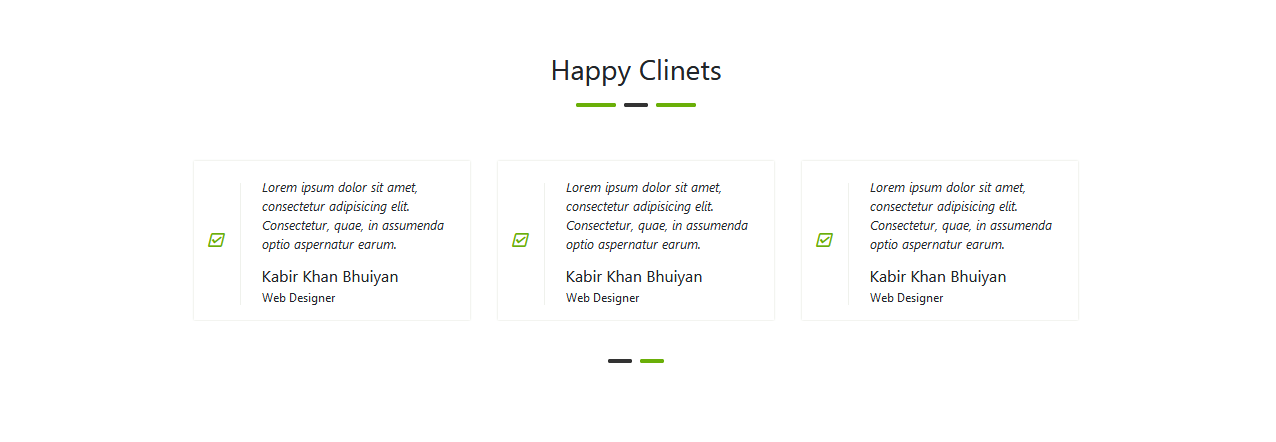 Happy Clinets
Lorem ipsum dolor sit amet,
consectetur adipisicing elit.
Consectetur, quae, in assumenda
optio aspernatur earum.
Kabir Khan Bhuiyan
Web Designer
Lorem ipsum dolor sit amet,
consectetur adipisicing elit.
Consectetur, quae, in assumenda
optio aspernatur earum.
Kabir Khan Bhuiyan
Web Designer
Lorem ipsum dolor sit amet,
consectetur adipisicing elit.
Consectetur, quae, in assumenda
optio aspernatur earum.
Kabir Khan Bhuiyan
Web Designer